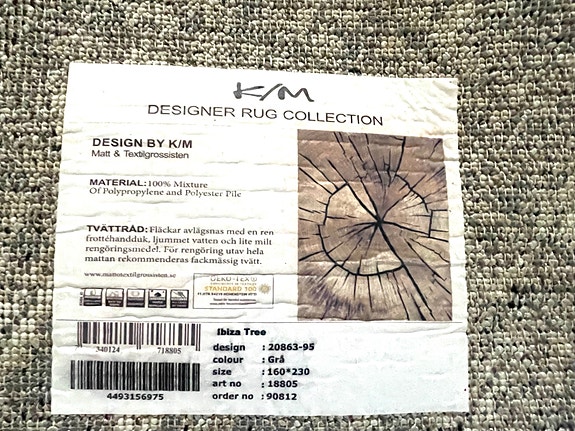 K/M
DESIGNER RUG COLLECTION
DESIGN BY K/M
Matt & Textilgrossisten
MATERIAL: 100% Mixture
Of Polypropylene and Polyester Pile
TVÄTTRÅD: Fläckar avlägsnas med en ren
frottéhandduk, ljummet vatten och lite milt
rengöringsmedel. För rengöring utav hela
mattan rekommenderas fackmässig tvätt.
www.mattotextilgrossisten.se
OEKO-TEX®
STANDARD 100
340124 718805
4493156975
Ibiza Tree
design : 20863-95
colour : Grå
size : 160*230
art no : 18805
order no : 90812